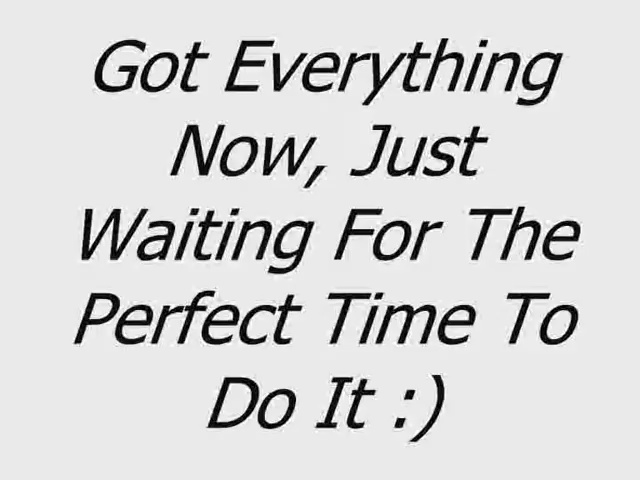 Got Everything
Now, Just
Waiting For The
Perfect Time To
Do It :)